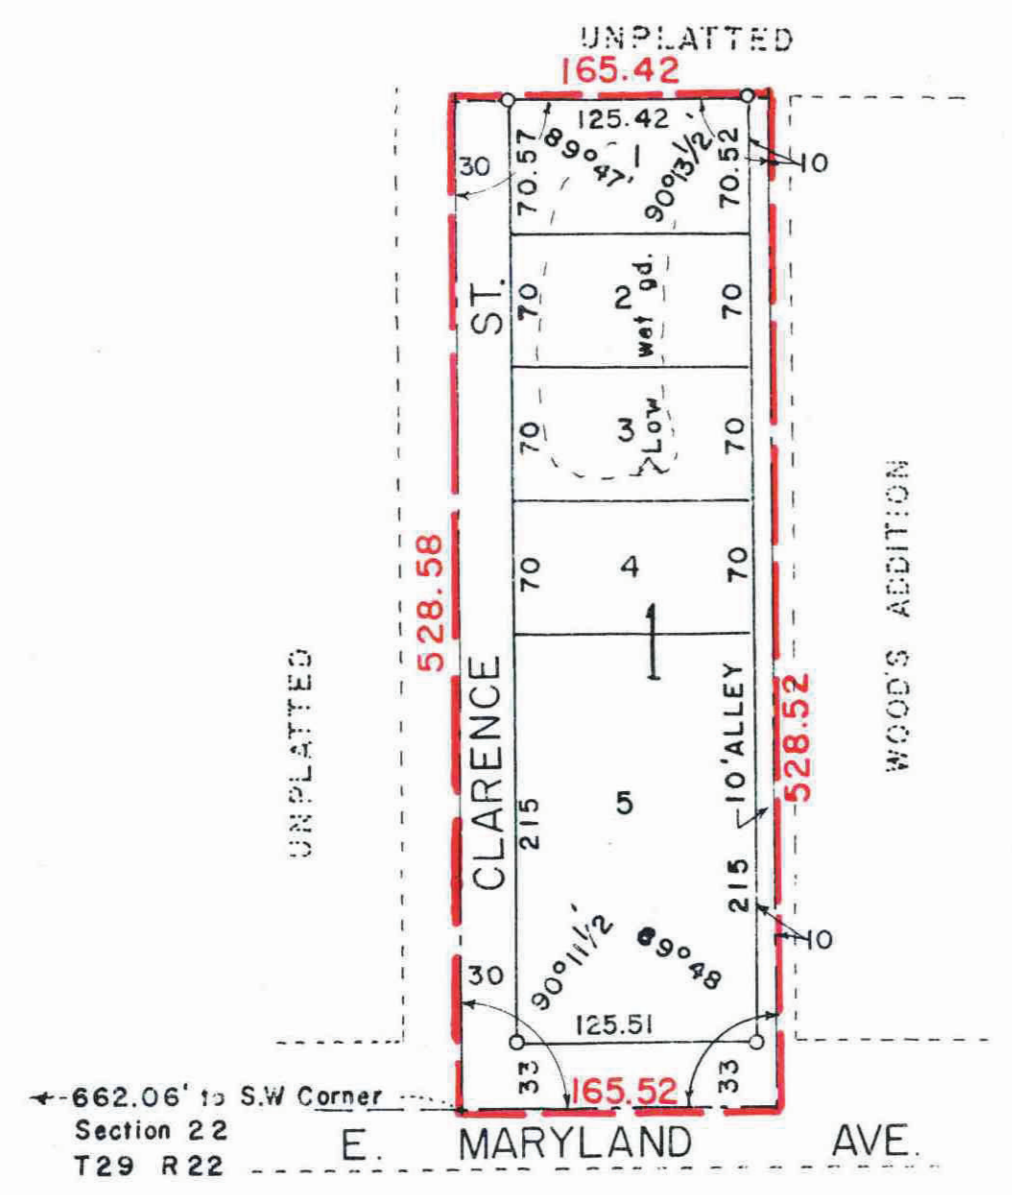 UNPLATTED
165.42
125.42
30
70.57
89°47'
1
90°13½'
70.52
10
ST.
70
2
Low wet gd.
70
70
3
70
528.58
70
4
70
1
WOOD'S ADDITION
UNPLATTED
CLARENCE
10' ALLEY
528.52
215
5
215
10
30
90°11½'
89°48
125.51
33
165.52
33
662.06' to S.W Corner
Section 22
T29 R22
E. MARYLAND AVE.